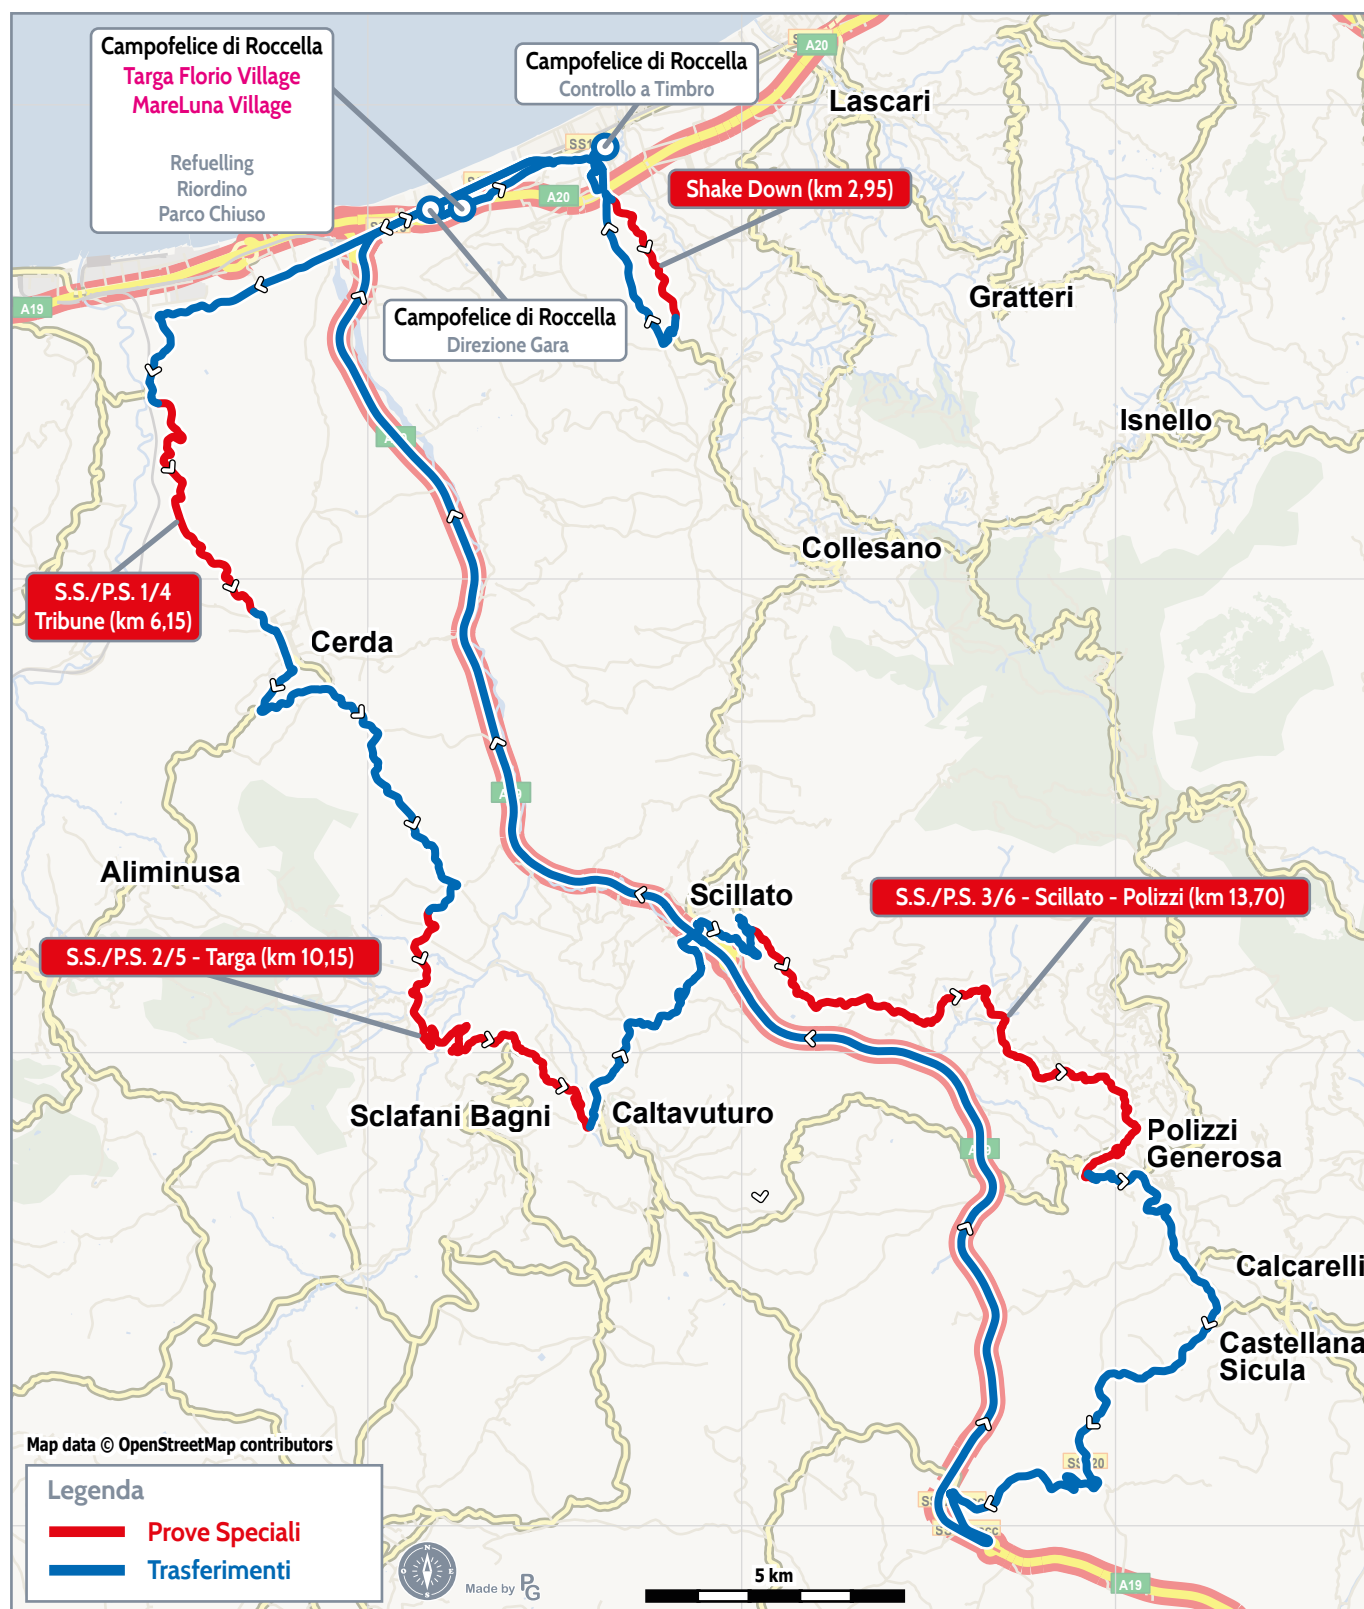 Campofelice di Roccella
Targa Florio Village
MareLuna Village
Refuelling
Riordino
Parco Chiuso
Campofelice di Roccella
Controllo a Timbro
A20
Lascari
A20
Shake Down (km 2,95)
A19
Campofelice di Roccella
Direzione Gara
Gratteri
Isnello
Collesano
S.S./P.S. 1/4
Tribune (km 6,15)
Cerda
Aliminusa
Scillato
S.S./P.S. 3/6 - Scillato - Polizzi (km 13,70)
S.S./P.S. 2/5 - Targa (km 10,15)
Sclafani Bagni
Caltavuturo
Polizzi
Generosa
Calcarelli
Castellana
Sicula
Map data © OpenStreetMap contributors
Legenda
Prove Speciali
Trasferimenti
N
E
S
O
Made by PG
5 km
A19